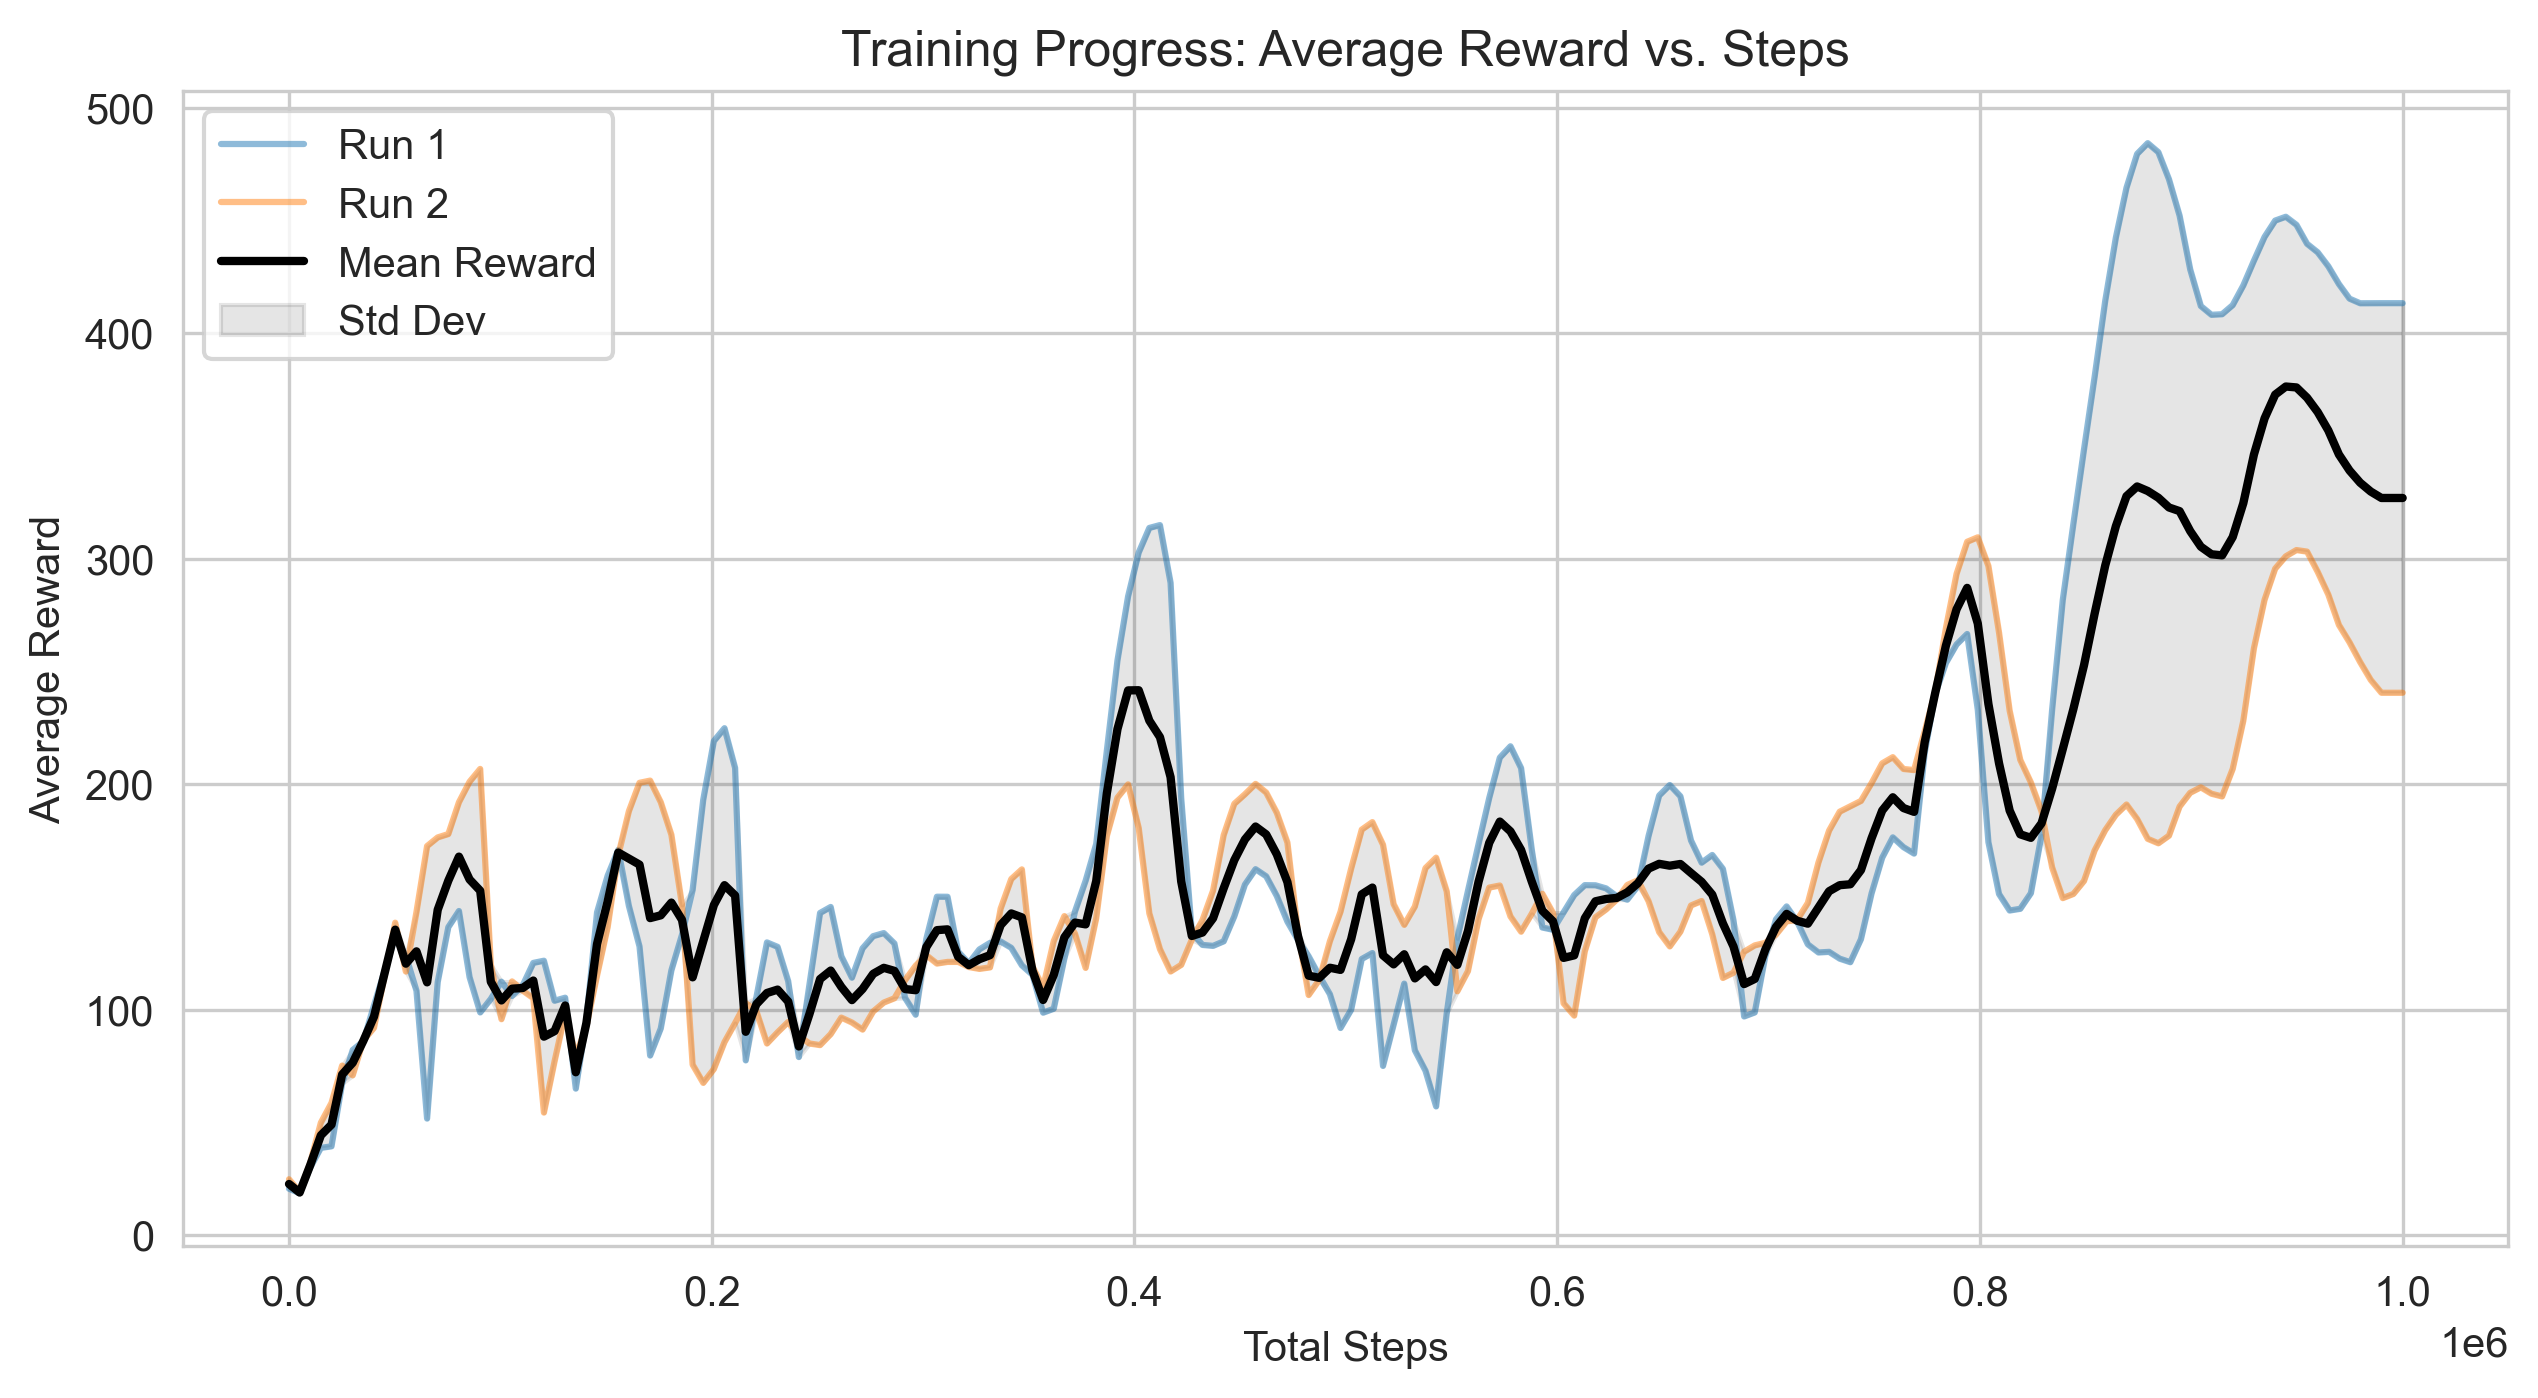 Training Progress: Average Reward vs. Steps
Run 1
Run 2
Mean Reward
Std Dev
Average Reward
500
400
300
200
100
0
0.0
0.2
0.4
0.6
0.8
1.0
1e6
Total Steps